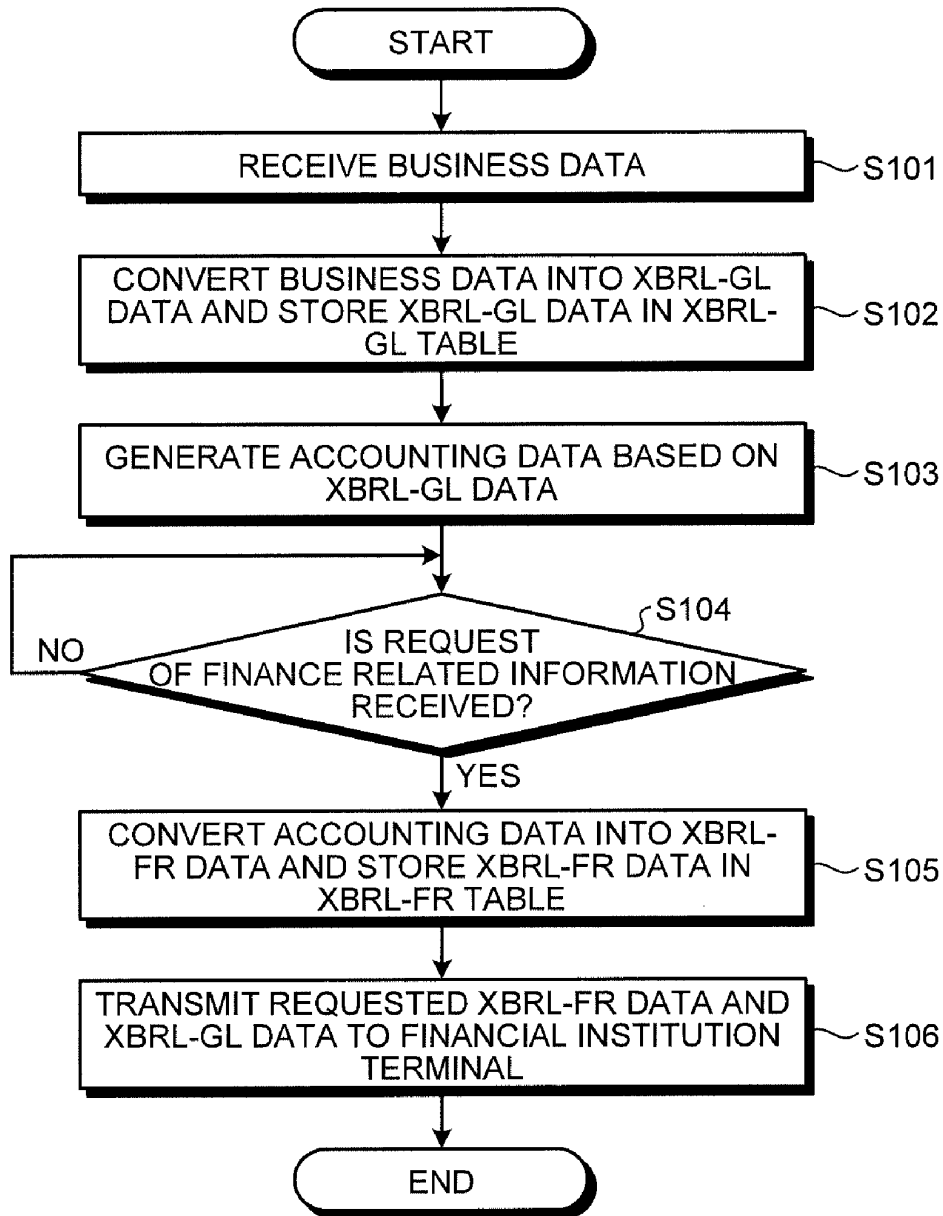 START
RECEIVE BUSINESS DATA
S101
CONVERT BUSINESS DATA INTO XBRL-GL
DATA AND STORE XBRL-GL DATA IN XBRL-
GL TABLE
S102
GENERATE ACCOUNTING DATA BASED ON
XBRL-GL DATA
S103
S104
IS REQUEST
OF FINANCE RELATED INFORMATION
RECEIVED?
NO
YES
CONVERT ACCOUNTING DATA INTO XBRL-
FR DATA AND STORE XBRL-FR DATA IN
XBRL-FR TABLE
S105
TRANSMIT REQUESTED XBRL-FR DATA AND
XBRL-GL DATA TO FINANCIAL INSTITUTION
TERMINAL
S106
END